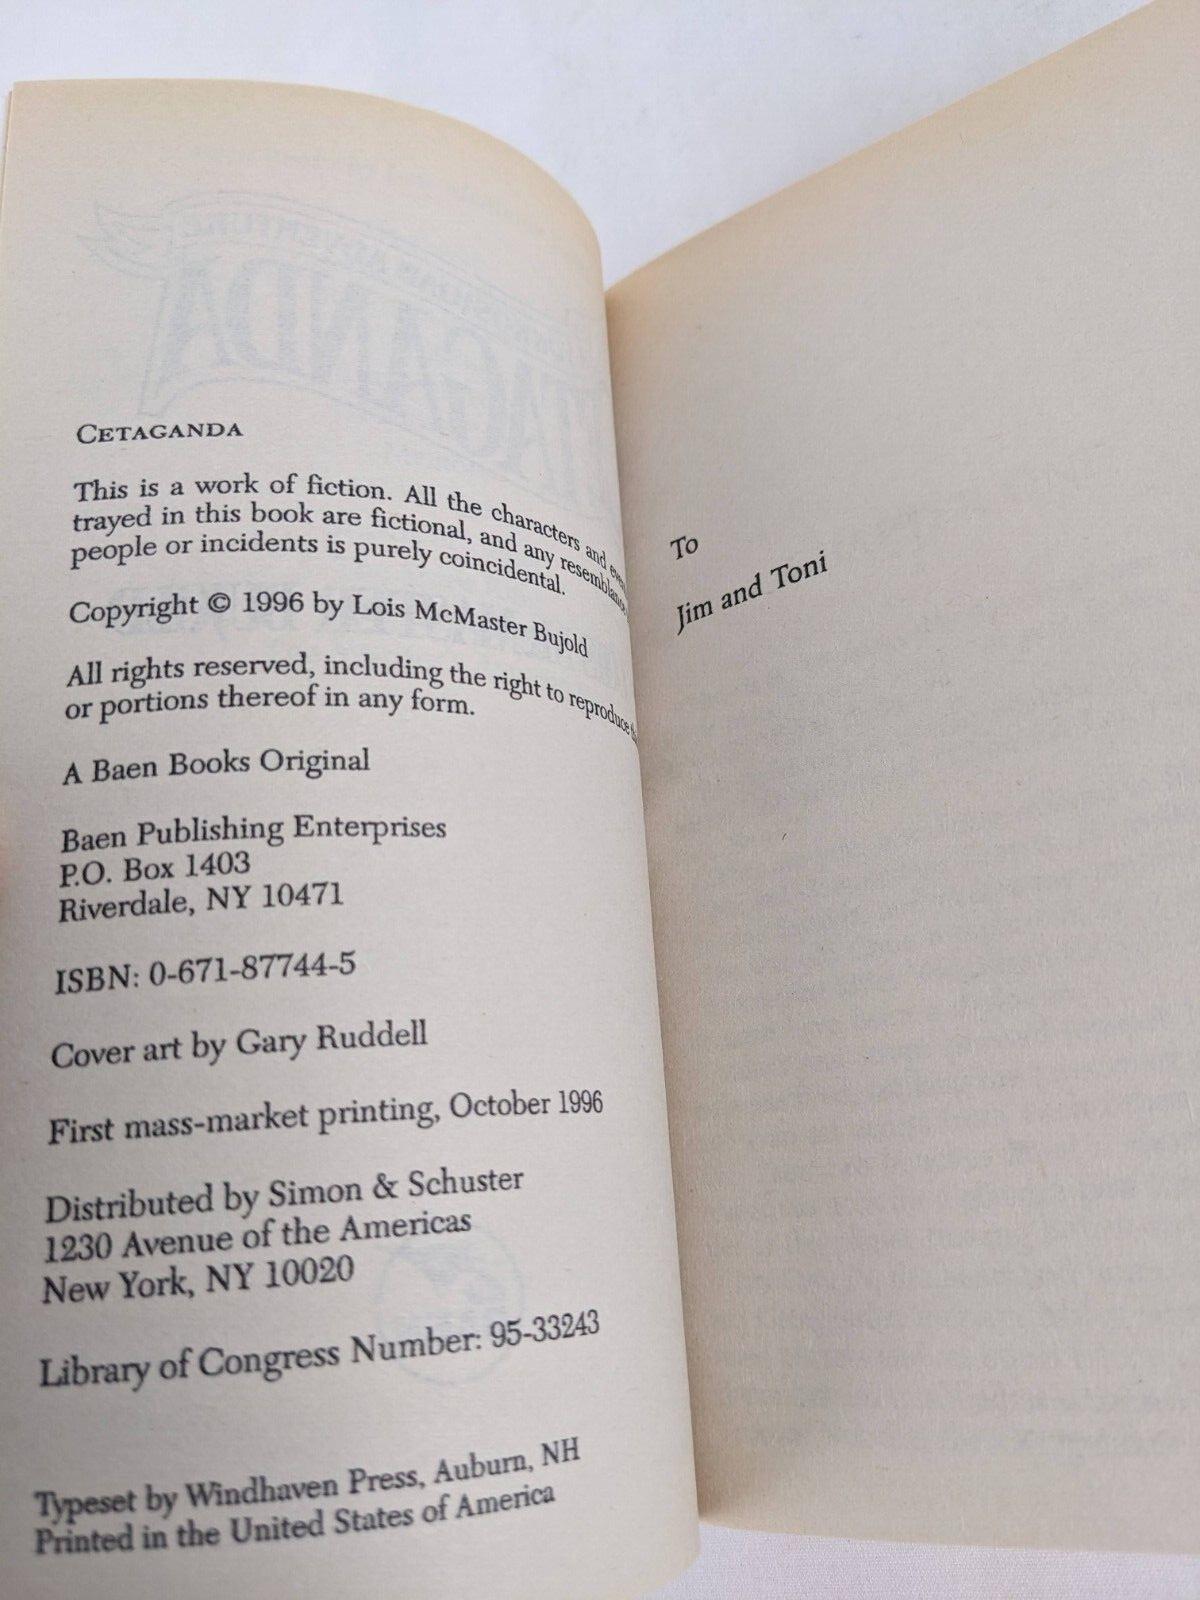 CETAGANDA
This is a work of fiction. All the characters and
trayed in this book are fictional, and any resemblance
people or incidents is purely coincidental.
Copyright © 1996 by Lois McMaster Bujold
All rights reserved, including the right to reproduce
or portions thereof in any form.
A Baen Books Original
Baen Publishing Enterprises
P.O. Box 1403
Riverdale, NY 10471
ISBN: 0-671-87744-5
Cover art by Gary Ruddell
First mass-market printing, October 1996
Distributed by Simon & Schuster
1230 Avenue of the Americas
New York, NY 10020
Library of Congress Number: 95-33243
Typeset by Windhaven Press, Auburn, NH
Printed in the United States of America
To
Jim and Toni